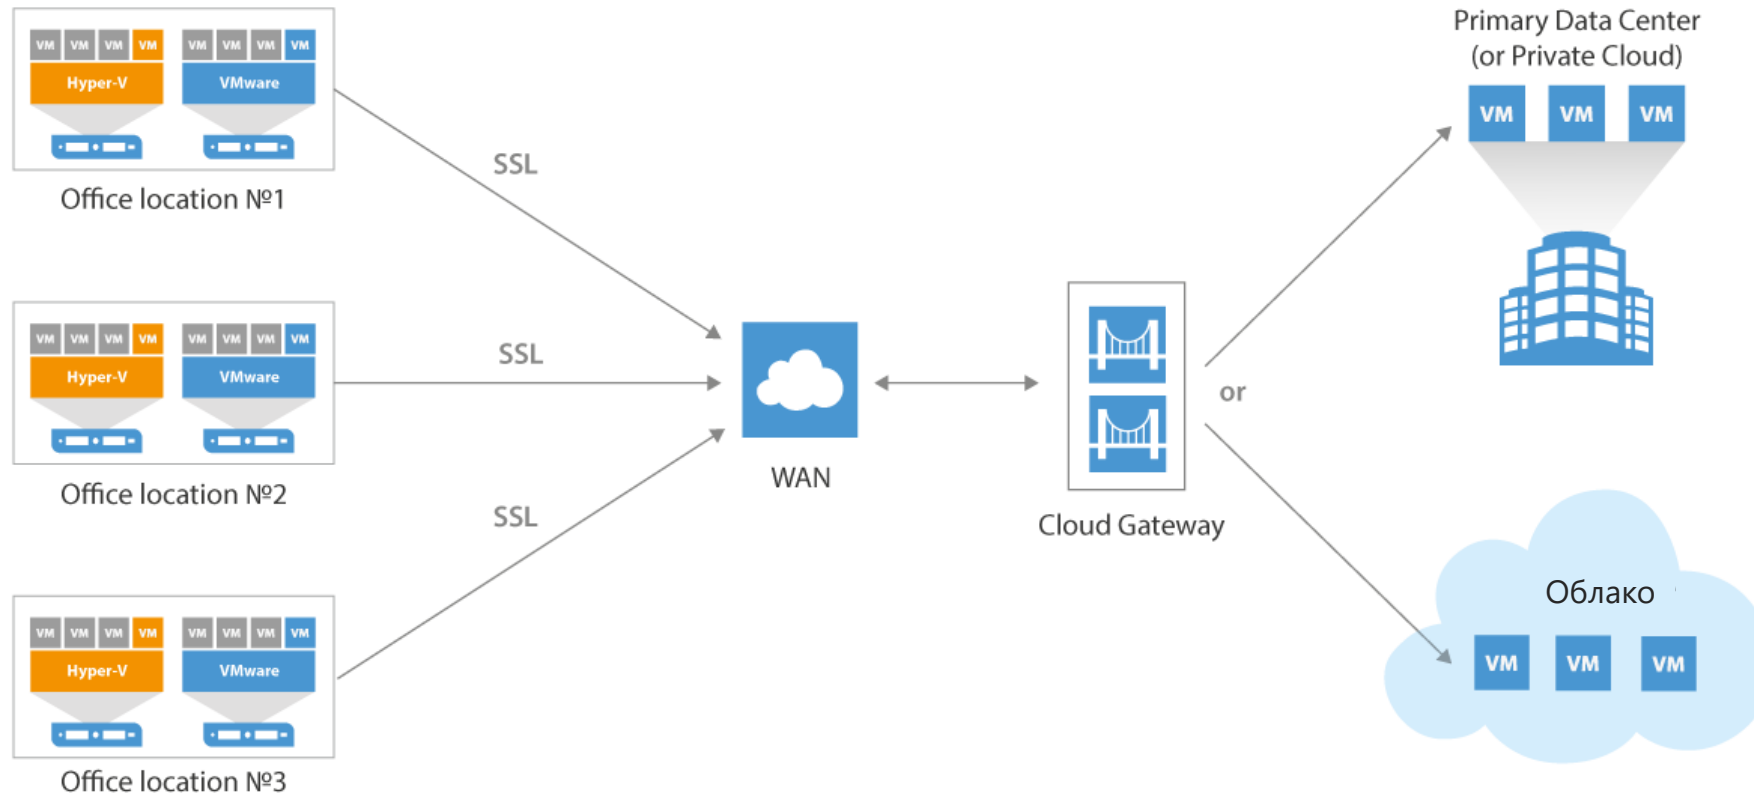 VM VM VM VM VM VM VM VM
Hyper-V VMware
Office location №1
SSL
VM VM VM VM VM VM VM VM
Hyper-V VMware
Office location №2
SSL
VM VM VM VM VM VM VM VM
Hyper-V VMware
Office location №3
SSL
WAN
Cloud Gateway
or
Primary Data Center
(or Private Cloud)
VM VM VM
Облако
VM VM VM